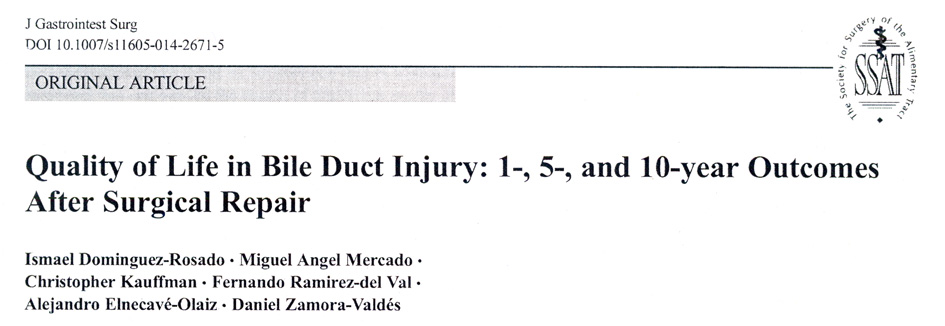 J Gastrointest Surg
DOI 10.1007/s11605-014-2671-5
The Society for Surgery of the Alimentary Tract
SSAT
ORIGINAL ARTICLE
Quality of Life in Bile Duct Injury: 1-, 5-, and 10-year Outcomes
After Surgical Repair
Ismael Dominguez-Rosado · Miguel Angel Mercado ·
Christopher Kauffman · Fernando Ramirez-del Val ·
Alejandro Elnecavé-Olaiz · Daniel Zamora-Valdés